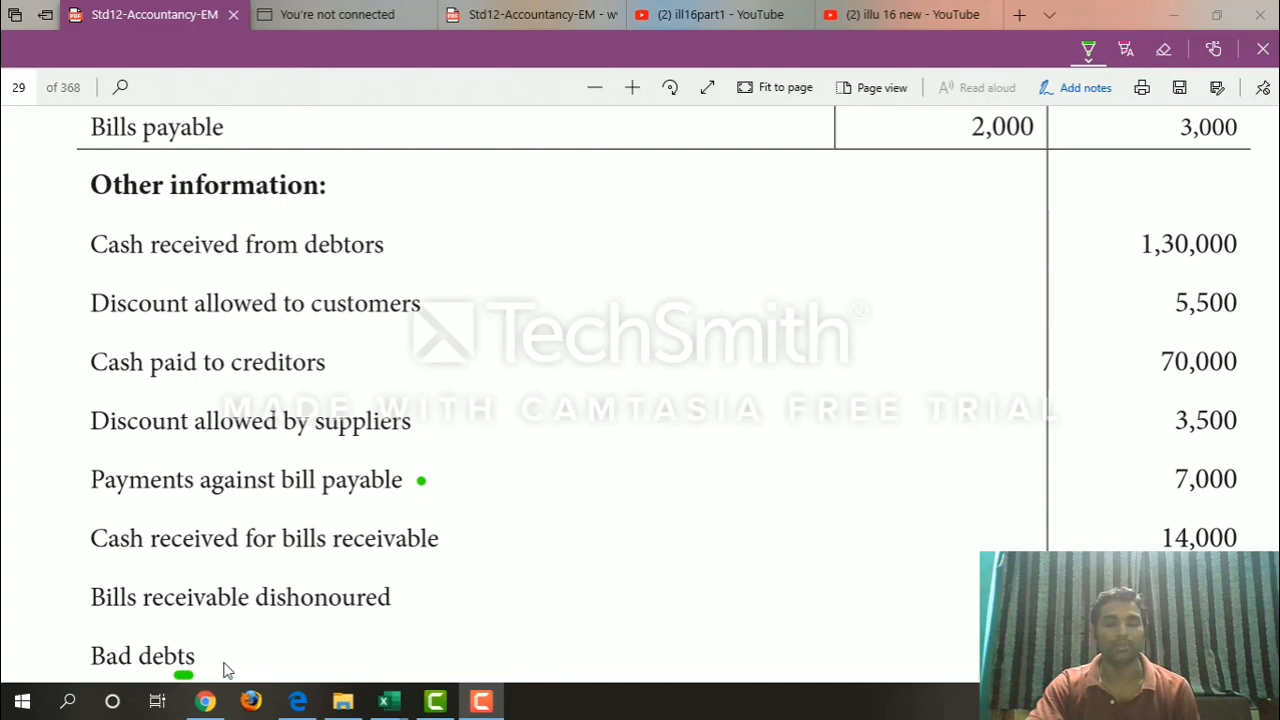 Std12-Accountancy-EM
You're not connected
Std12-Accountancy-EM - w
(2) ill16part1 - YouTube
(2) illu 16 new - YouTube
29 of 368
Fit to page
Page view
Read aloud
Add notes
Bills payable 2,000 3,000
Other information:
Cash received from debtors 1,30,000
Discount allowed to customers 5,500
TechSmith®
Cash paid to creditors 70,000
MADE WITH CAMTASIA FREE TRIAL
Discount allowed by suppliers 3,500
Payments against bill payable 7,000
Cash received for bills receivable 14,000
Bills receivable dishonoured
Bad debts